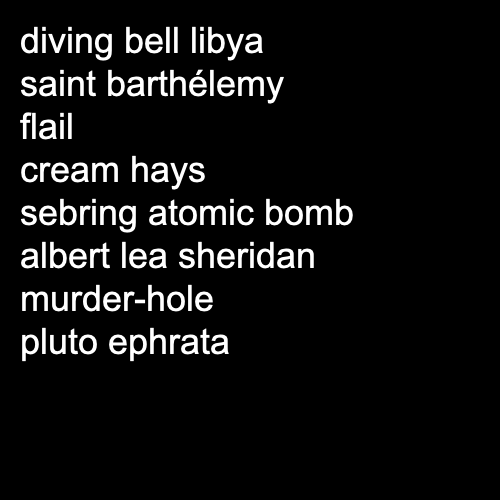 diving bell libya
saint barthélemy
flail
cream hays
sebring atomic bomb
albert lea sheridan
murder-hole
pluto ephrata